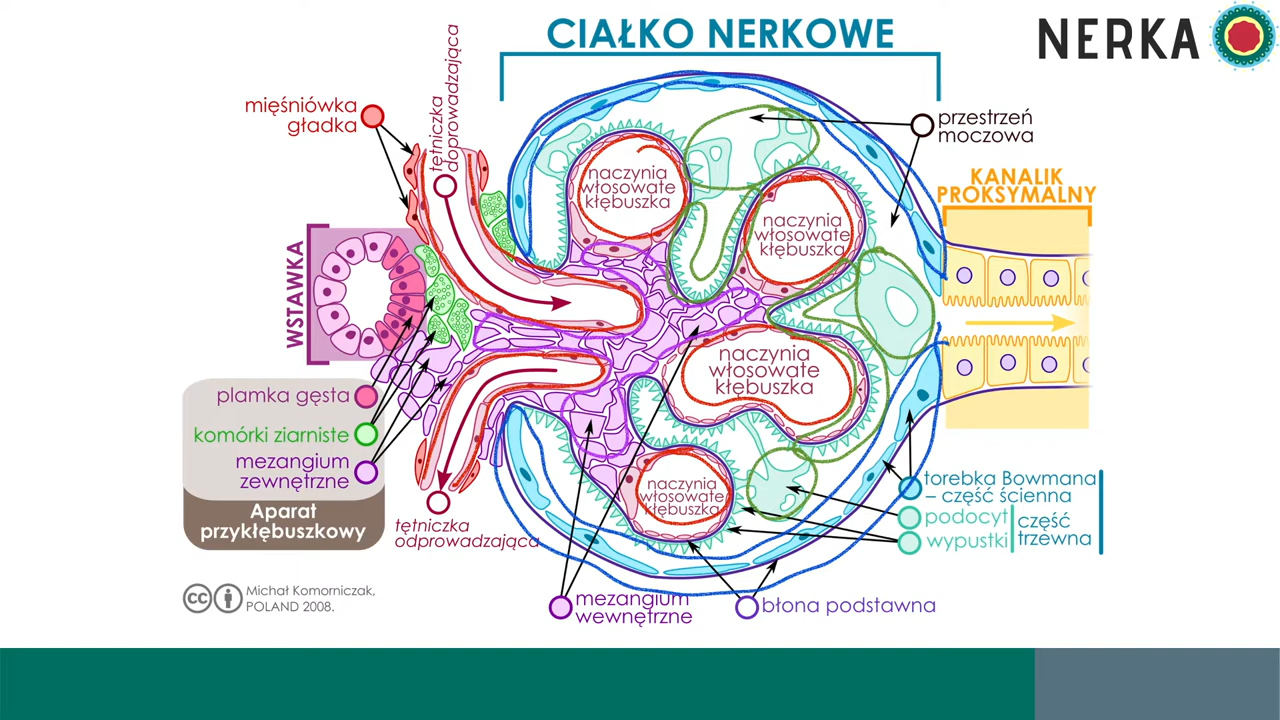 CIAŁKO NERKOWE
NERKA
mięśniówka
gładka
tętniczka
doprowadzająca
przestrzeń
moczowa
KANALIK
PROKSYMALNY
naczynia
włosowate
kłębuszka
naczynia
włosowate
kłębuszka
WSTAWKA
naczynia
włosowate
kłębuszka
plamka gęsta
komórki ziarniste
mezangium
zewnętrzne
Aparat
przykłębuszkowy
naczynia
włosowate
kłębuszka
tętniczka
odprowadzająca
torebka Bowmana
– część ścienna
podocyt
wypustki
część
trzewna
mezangium
wewnętrzne
błona podstawna
cc
Michał Komorniczak,
POLAND 2008.